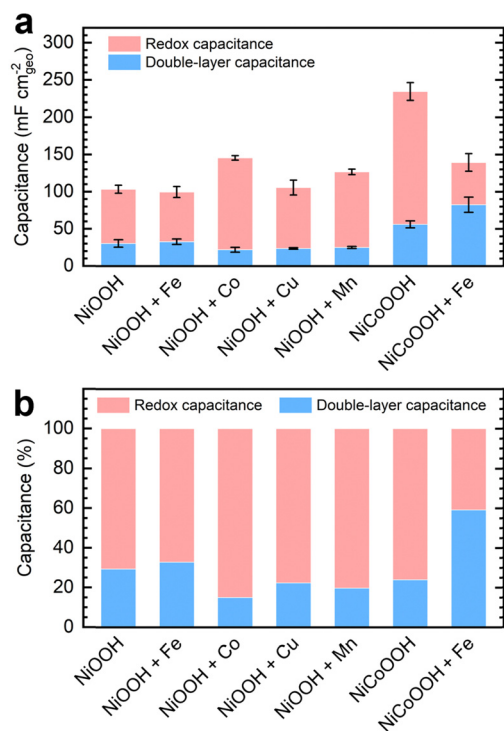 a
Redox capacitance
Double-layer capacitance
Capacitance (mF cm⁻²geo)
300
250
200
150
100
50
0
NiOOH
NiOOH + Fe
NiOOH + Co
NiOOH + Cu
NiOOH + Mn
NiCoOOH
NiCoOOH + Fe
b
Redox capacitance Double-layer capacitance
Capacitance (%)
100
80
60
40
20
0
NiOOH
NiOOH + Fe
NiOOH + Co
NiOOH + Cu
NiOOH + Mn
NiCoOOH
NiCoOOH + Fe